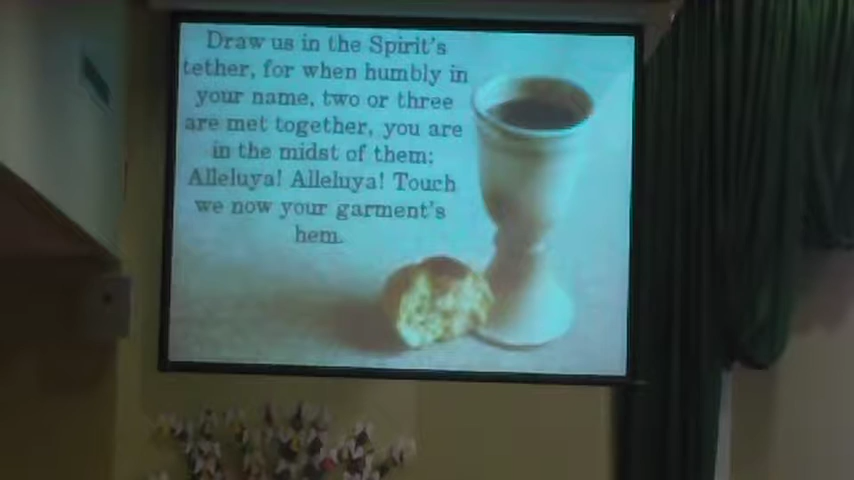 Draw us in the Spirit's
tether, for when humbly in
your name, two or three
are met together, you are
in the midst of them:
Alleluya! Alleluya! Touch
we now your garment's
hem.